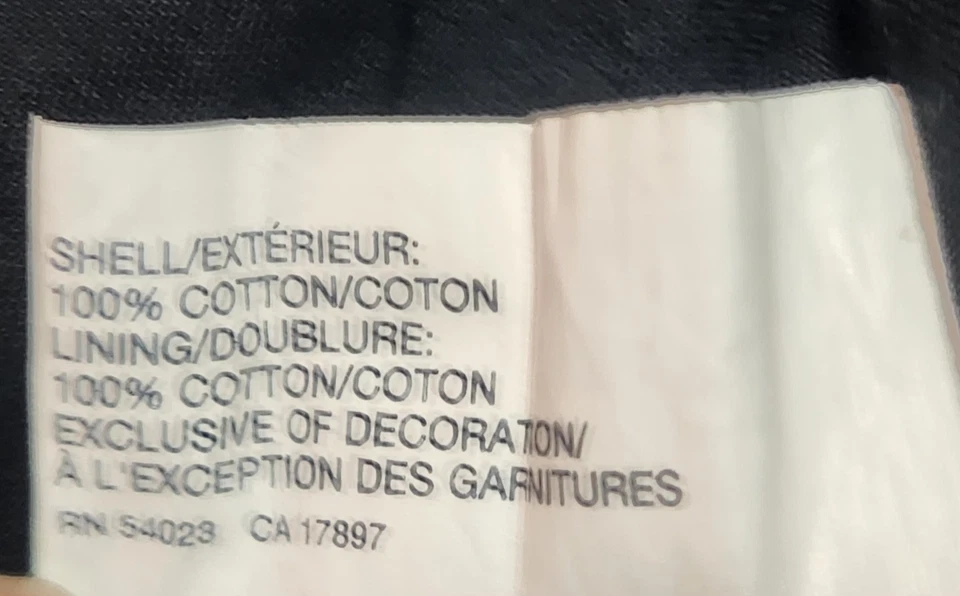 SHELL/EXTÉRIEUR:
100% COTTON/COTON
LINING/DOUBLURE:
100% COTTON/COTON
EXCLUSIVE OF DECORATION/
À L'EXCEPTION DES GARNITURES
RN 54023 CA 17897